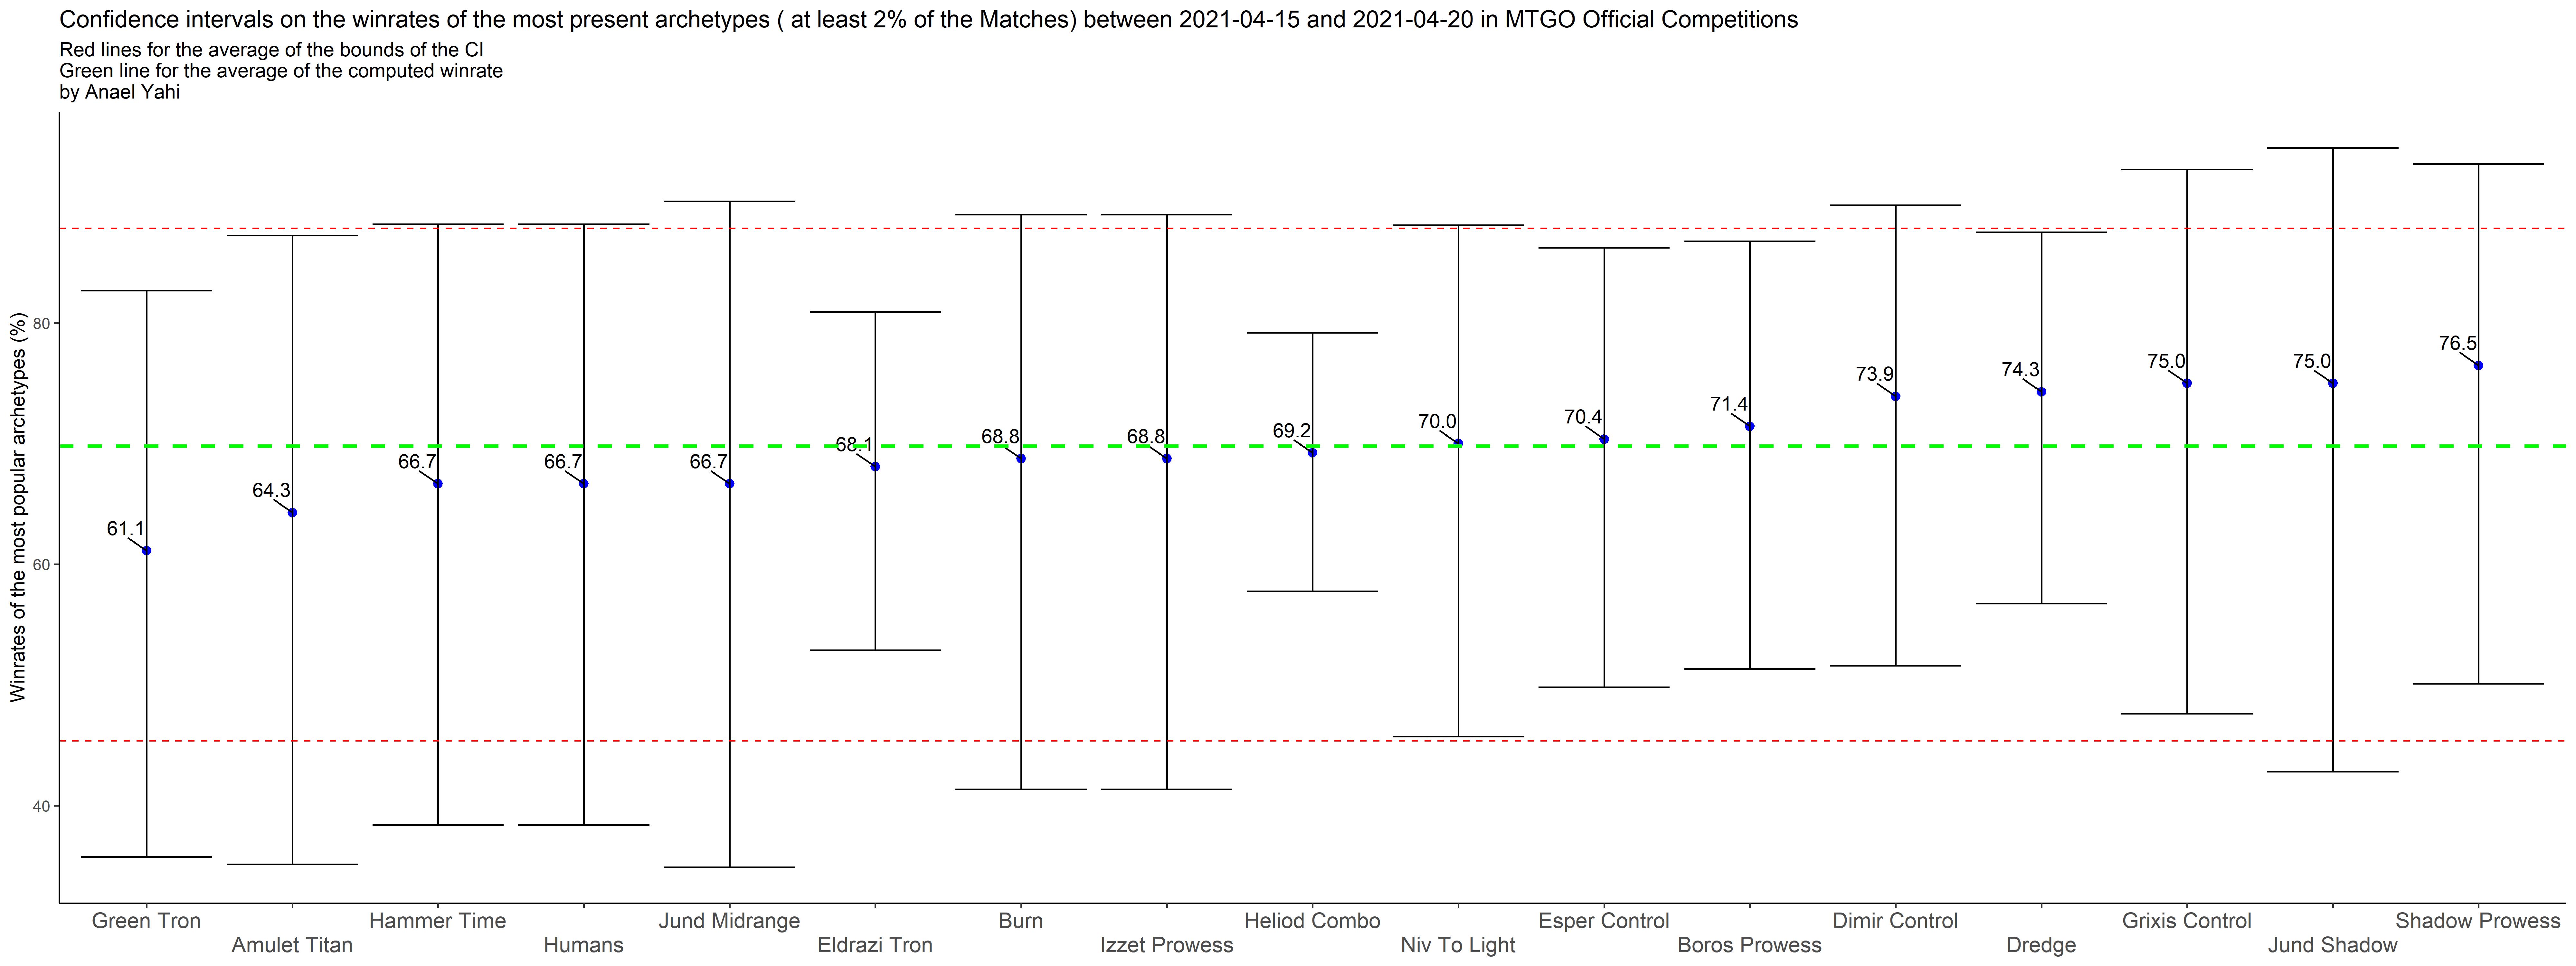 Confidence intervals on the winrates of the most present archetypes ( at least 2% of the Matches) between 2021-04-15 and 2021-04-20 in MTGO Official Competitions
Red lines for the average of the bounds of the CI
Green line for the average of the computed winrate
by Anael Yahi
Winrates of the most popular archetypes (%)
80
60
40
61.1
64.3
66.7
66.7
66.7
68.1
68.8
68.8
69.2
70.0
70.4
71.4
73.9
74.3
75.0
75.0
76.5
Green Tron
Amulet Titan
Hammer Time
Humans
Jund Midrange
Eldrazi Tron
Burn
Izzet Prowess
Heliod Combo
Niv To Light
Esper Control
Boros Prowess
Dimir Control
Dredge
Grixis Control
Jund Shadow
Shadow Prowess